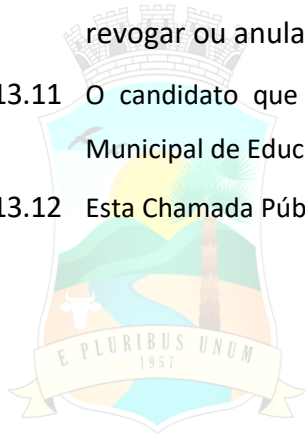 revogar ou anula
13.11 O candidato que
Municipal de Educ
13.12 Esta Chamada Púb
E PLURIBUS UNUM
1957